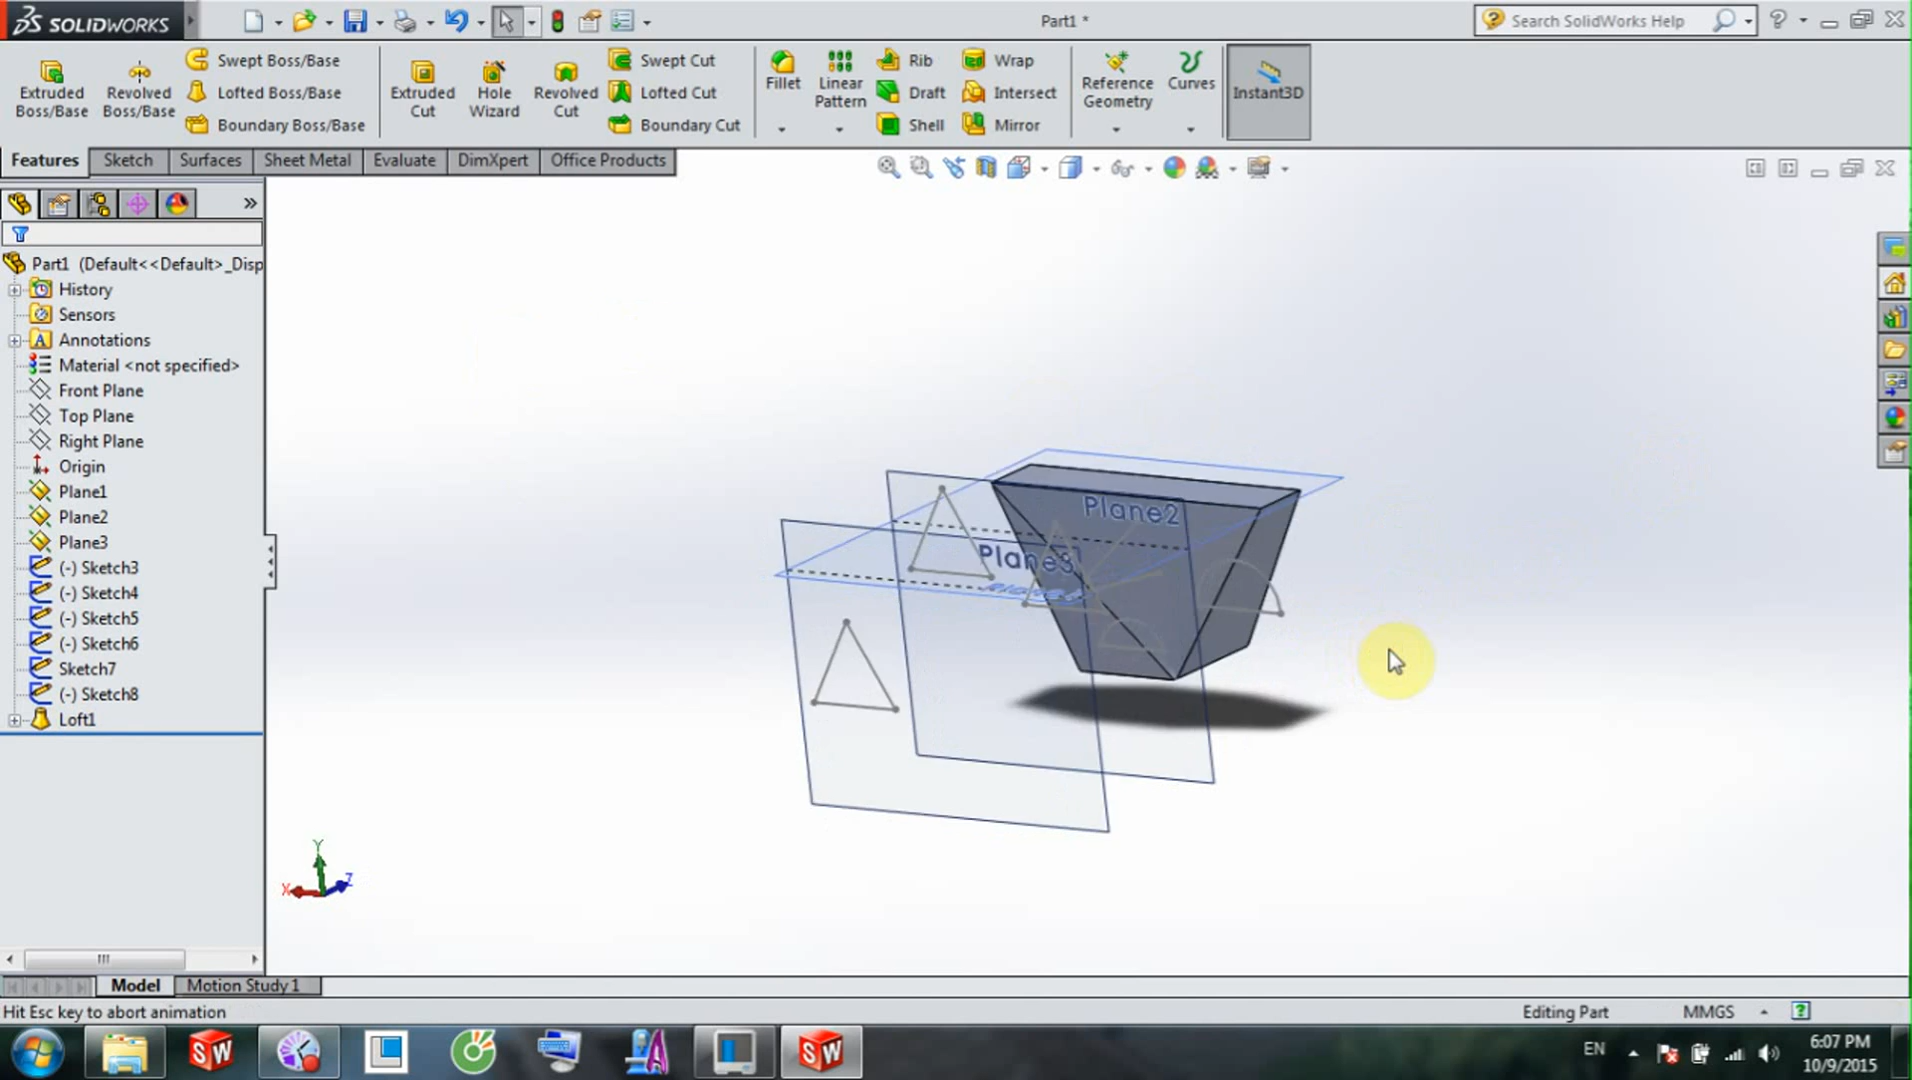 SOLIDWORKS
Part1 *
Search SolidWorks Help
Extruded Boss/Base
Revolved Boss/Base
Swept Boss/Base
Lofted Boss/Base
Boundary Boss/Base
Extruded Cut
Hole Wizard
Revolved Cut
Swept Cut
Lofted Cut
Boundary Cut
Fillet
Linear Pattern
Rib
Draft
Shell
Wrap
Intersect
Mirror
Reference Geometry
Curves
Instant3D
Features
Sketch
Surfaces
Sheet Metal
Evaluate
DimXpert
Office Products
Part1 (Default<<Default>_Disp
History
Sensors
Annotations
Material <not specified>
Front Plane
Top Plane
Right Plane
Origin
Plane1
Plane2
Plane3
(-) Sketch3
(-) Sketch4
(-) Sketch5
(-) Sketch6
Sketch7
(-) Sketch8
Loft1
Plane2
Plane3
Y
X
Z
Model
Motion Study 1
Hit Esc key to abort animation
Editing Part
MMGS
EN
6:07 PM
10/9/2015